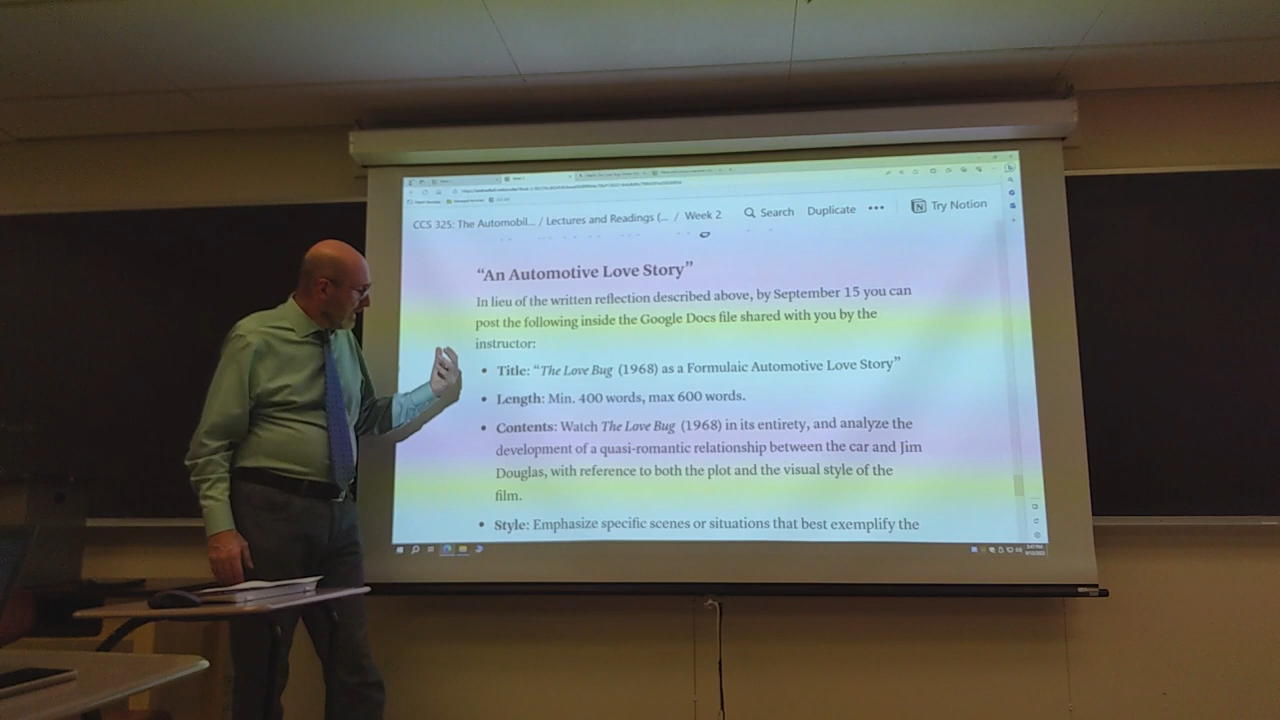 CCS 325: The Automobil... / Lectures and Readings (... / Week 2 Search Duplicate ••• Try Notion
“An Automotive Love Story”
In lieu of the written reflection described above, by September 15 you can
post the following inside the Google Docs file shared with you by the
instructor:
• Title: “The Love Bug (1968) as a Formulaic Automotive Love Story”
• Length: Min. 400 words, max 600 words.
• Contents: Watch The Love Bug (1968) in its entirety, and analyze the
development of a quasi-romantic relationship between the car and Jim
Douglas, with reference to both the plot and the visual style of the
film.
• Style: Emphasize specific scenes or situations that best exemplify the